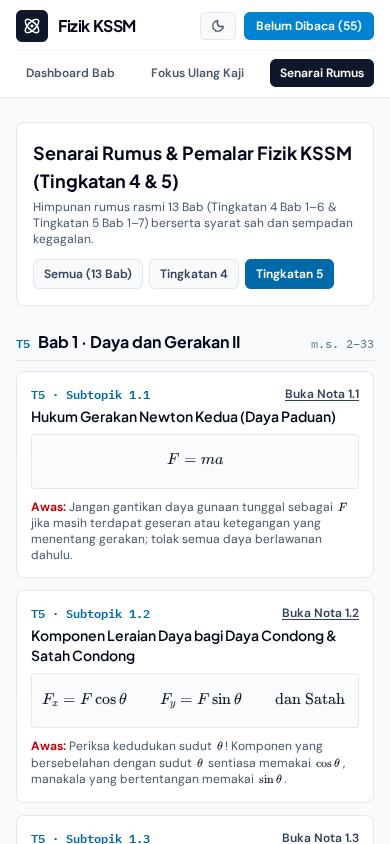 Fizik KSSM
Belum Dibaca (55)
Dashboard Bab
Fokus Ulang Kaji
Senarai Rumus
Senarai Rumus & Pemalar Fizik KSSM
(Tingkatan 4 & 5)
Himpunan rumus rasmi 13 Bab (Tingkatan 4 Bab 1–6 &
Tingkatan 5 Bab 1–7) berserta syarat sah dan sempadan
kegagalan.
Semua (13 Bab)
Tingkatan 4
Tingkatan 5
T5 Bab 1 · Daya dan Gerakan II
m.s. 2–33
T5 · Subtopik 1.1
Buka Nota 1.1
Hukum Gerakan Newton Kedua (Daya Paduan)
F = ma
Awas: Jangan gantikan daya gunaan tunggal sebagai F
jika masih terdapat geseran atau ketegangan yang
menentang gerakan; tolak semua daya berlawanan
dahulu.
T5 · Subtopik 1.2
Buka Nota 1.2
Komponen Leraian Daya bagi Daya Condong &
Satah Condong
Fₓ = F cos θ F_y = F sin θ dan Satah
Awas: Periksa kedudukan sudut θ! Komponen yang
bersebelahan dengan sudut θ sentiasa memakai cos θ,
manakala yang bertentangan memakai sin θ.
T5 · Subtopik 1.3
Buka Nota 1.3